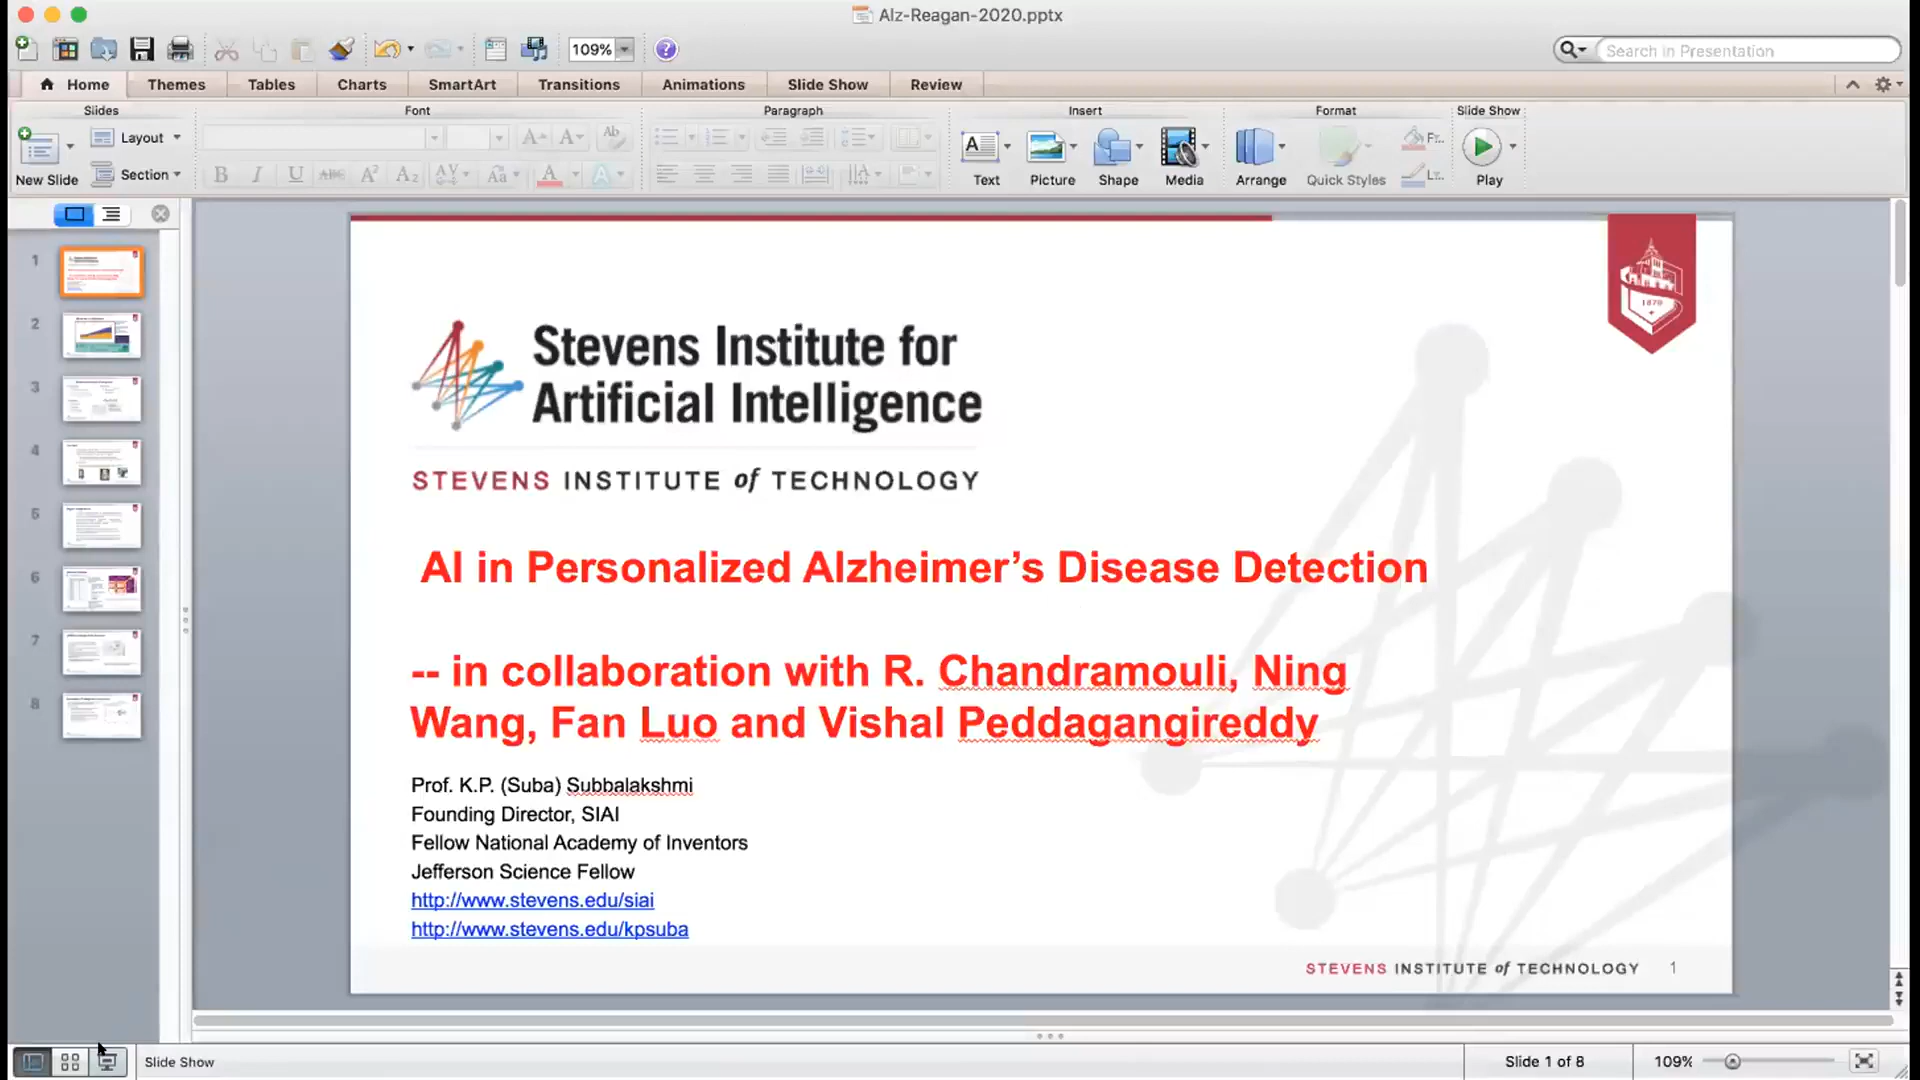 Alz-Reagan-2020.pptx
109%
Search in Presentation
Home Themes Tables Charts SmartArt Transitions Animations Slide Show Review
Slides Font Paragraph Insert Format Slide Show
New Slide Layout Section
Text Picture Shape Media Arrange Quick Styles Play
1
2
3
4
5
6
7
8
1870
Stevens Institute for
Artificial Intelligence
STEVENS INSTITUTE of TECHNOLOGY
AI in Personalized Alzheimer’s Disease Detection
-- in collaboration with R. Chandramouli, Ning
Wang, Fan Luo and Vishal Peddagangireddy
Prof. K.P. (Suba) Subbalakshmi
Founding Director, SIAI
Fellow National Academy of Inventors
Jefferson Science Fellow
http://www.stevens.edu/siai
http://www.stevens.edu/kpsuba
STEVENS INSTITUTE of TECHNOLOGY 1
Slide Show Slide 1 of 8 109%